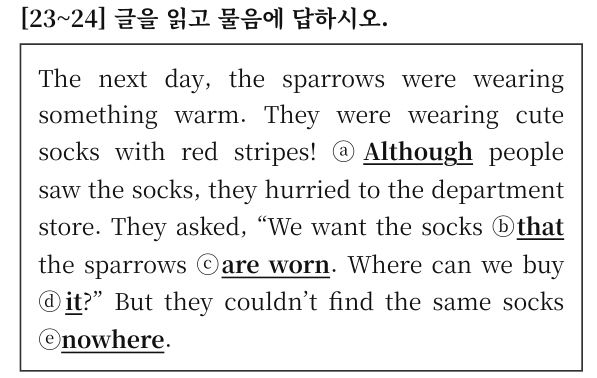 [23~24] 글을 읽고 물음에 답하시오.
The next day, the sparrows were wearing
something warm. They were wearing cute
socks with red stripes! ⓐ Although people
saw the socks, they hurried to the department
store. They asked, “We want the socks ⓑthat
the sparrows ⓒare worn. Where can we buy
ⓓit?” But they couldn’t find the same socks
ⓔnowhere.